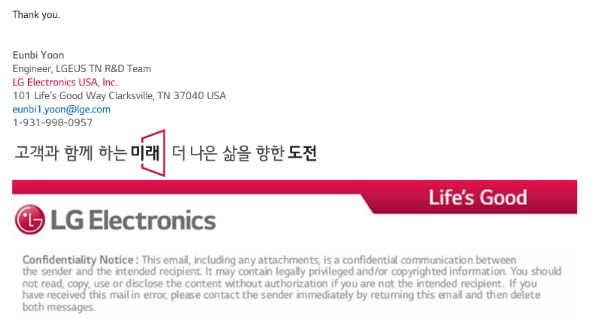 Thank you.
Eunbi Yoon
Engineer, LGEUS TN R&D Team
LG Electronics USA, Inc.
101 Life's Good Way Clarksville, TN 37040 USA
eunbi1.yoon@lge.com
1-931-998-0957
고객과 함께 하는 미래 더 나은 삶을 향한 도전
Life's Good
LG Electronics
Confidentiality Notice : This email, including any attachments, is a confidential communication between
the sender and the intended recipient. It may contain legally privileged and/or copyrighted information. You should
not read, copy, use or disclose the content without authorization if you are not the intended recipient. If you
have received this mail in error, please contact the sender immediately by returning this email and then delete
both messages.